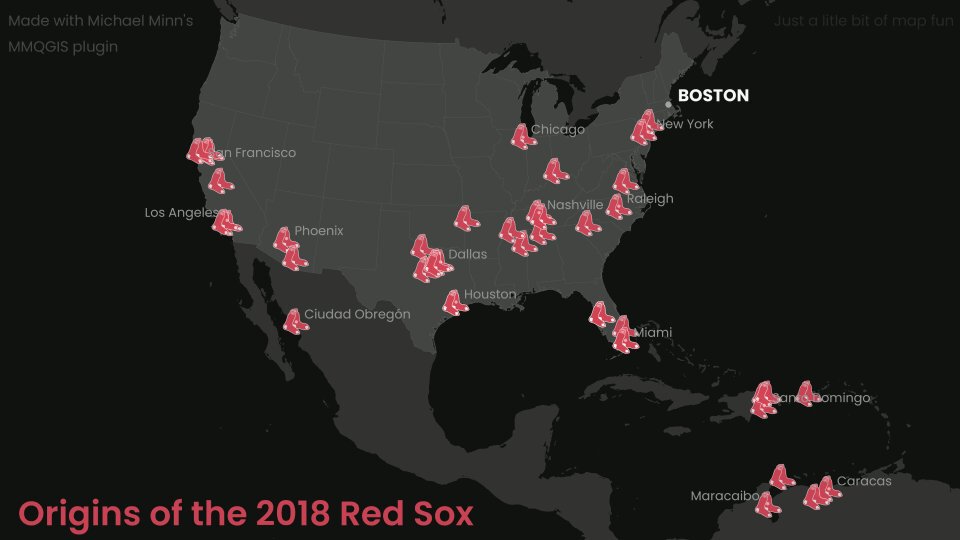 Made with Michael Minn's
MMQGIS plugin
Just a litle bit of map fun
BOSTON
New York
Chicago
San Francisco
Nashville
Raleigh
Los Angeles
Phoenix
Dallas
Houston
Ciudad Obregón
Miami
Santo Domingo
Caracas
Maracaibo
Origins of the 2018 Red Sox